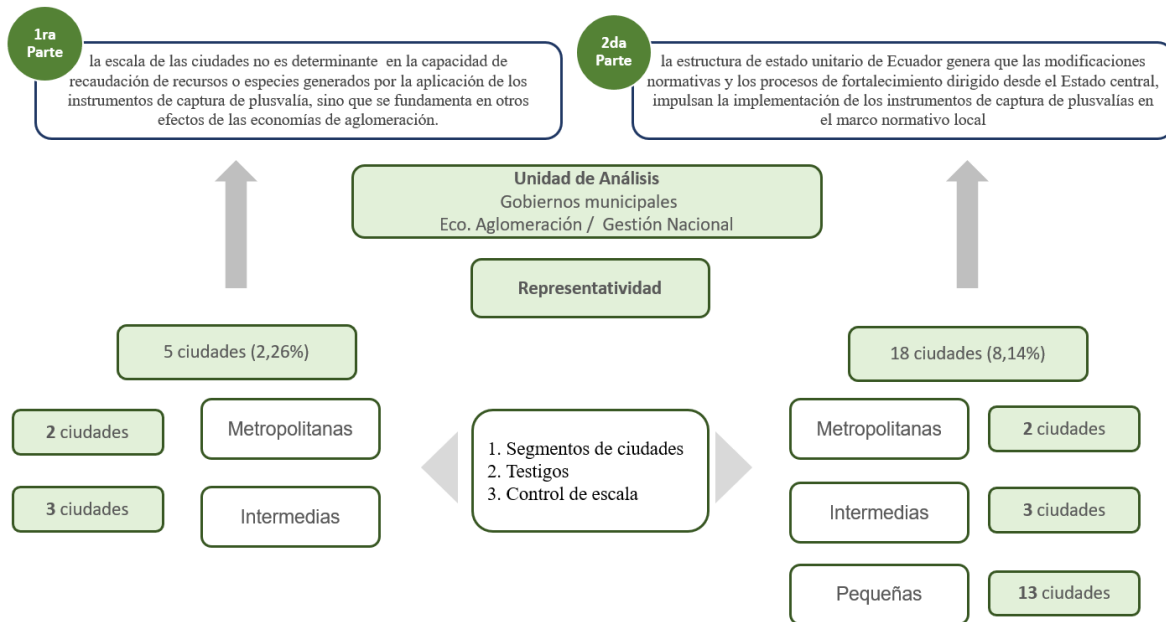 1ra
Parte
la escala de las ciudades no es determinante en la capacidad de
recaudación de recursos o especies generados por la aplicación de los
instrumentos de captura de plusvalía, sino que se fundamenta en otros
efectos de las economías de aglomeración.
2da
Parte
la estructura de estado unitario de Ecuador genera que las modificaciones
normativas y los procesos de fortalecimiento dirigido desde el Estado central,
impulsan la implementación de los instrumentos de captura de plusvalías en
el marco normativo local
Unidad de Análisis
Gobiernos municipales
Eco. Aglomeración / Gestión Nacional
Representatividad
5 ciudades (2,26%)
18 ciudades (8,14%)
2 ciudades
Metropolitanas
3 ciudades
Intermedias
1. Segmentos de ciudades
2. Testigos
3. Control de escala
Metropolitanas
2 ciudades
Intermedias
3 ciudades
Pequeñas
13 ciudades